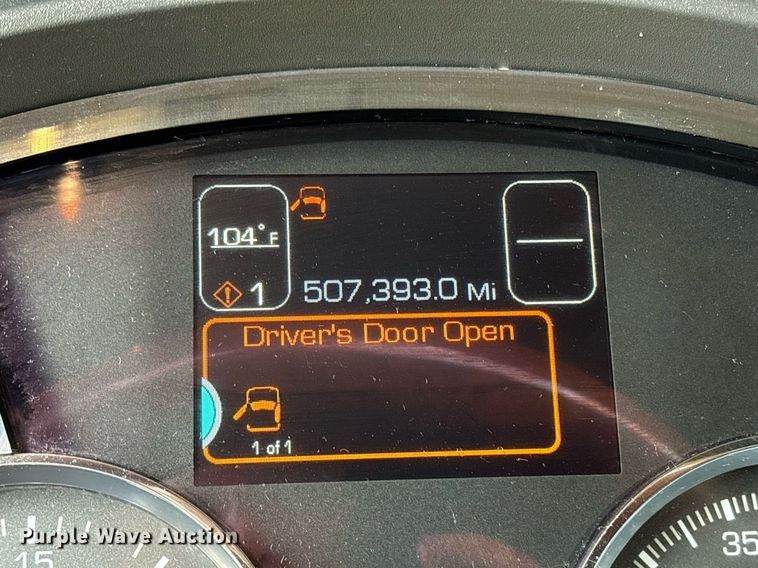 104°F
1
507,393.0 Mi
Driver's Door Open
1 of 1
15
35
Purple Wave Auction®